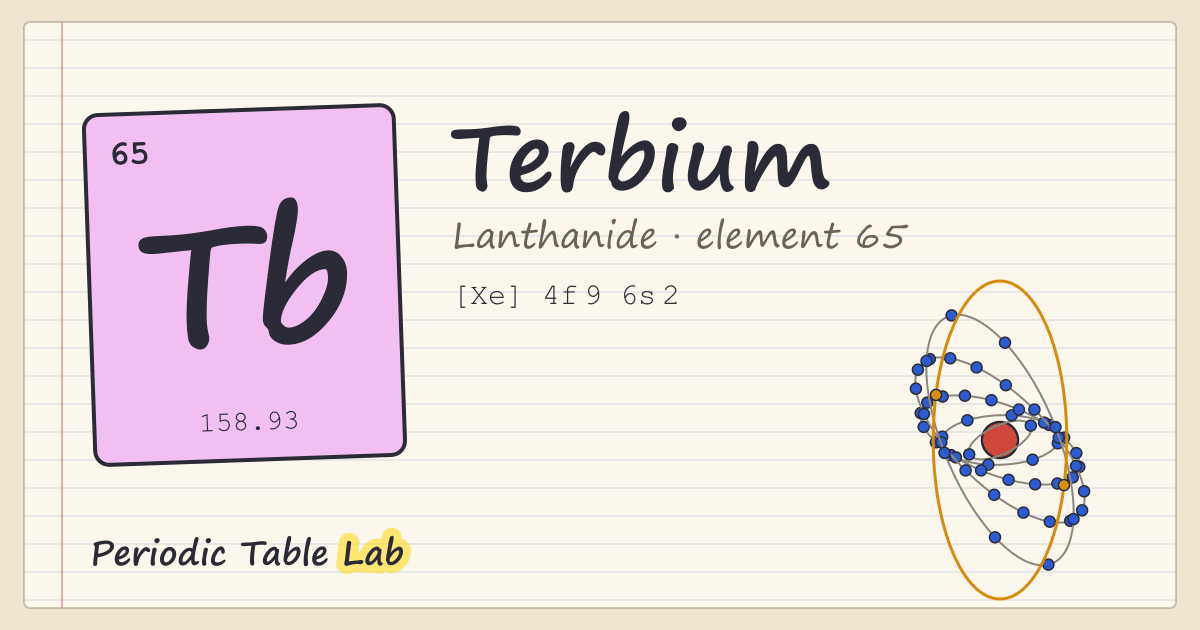 65
Tb
158.93
Terbium
Lanthanide · element 65
[Xe] 4f9 6s2
Periodic Table Lab